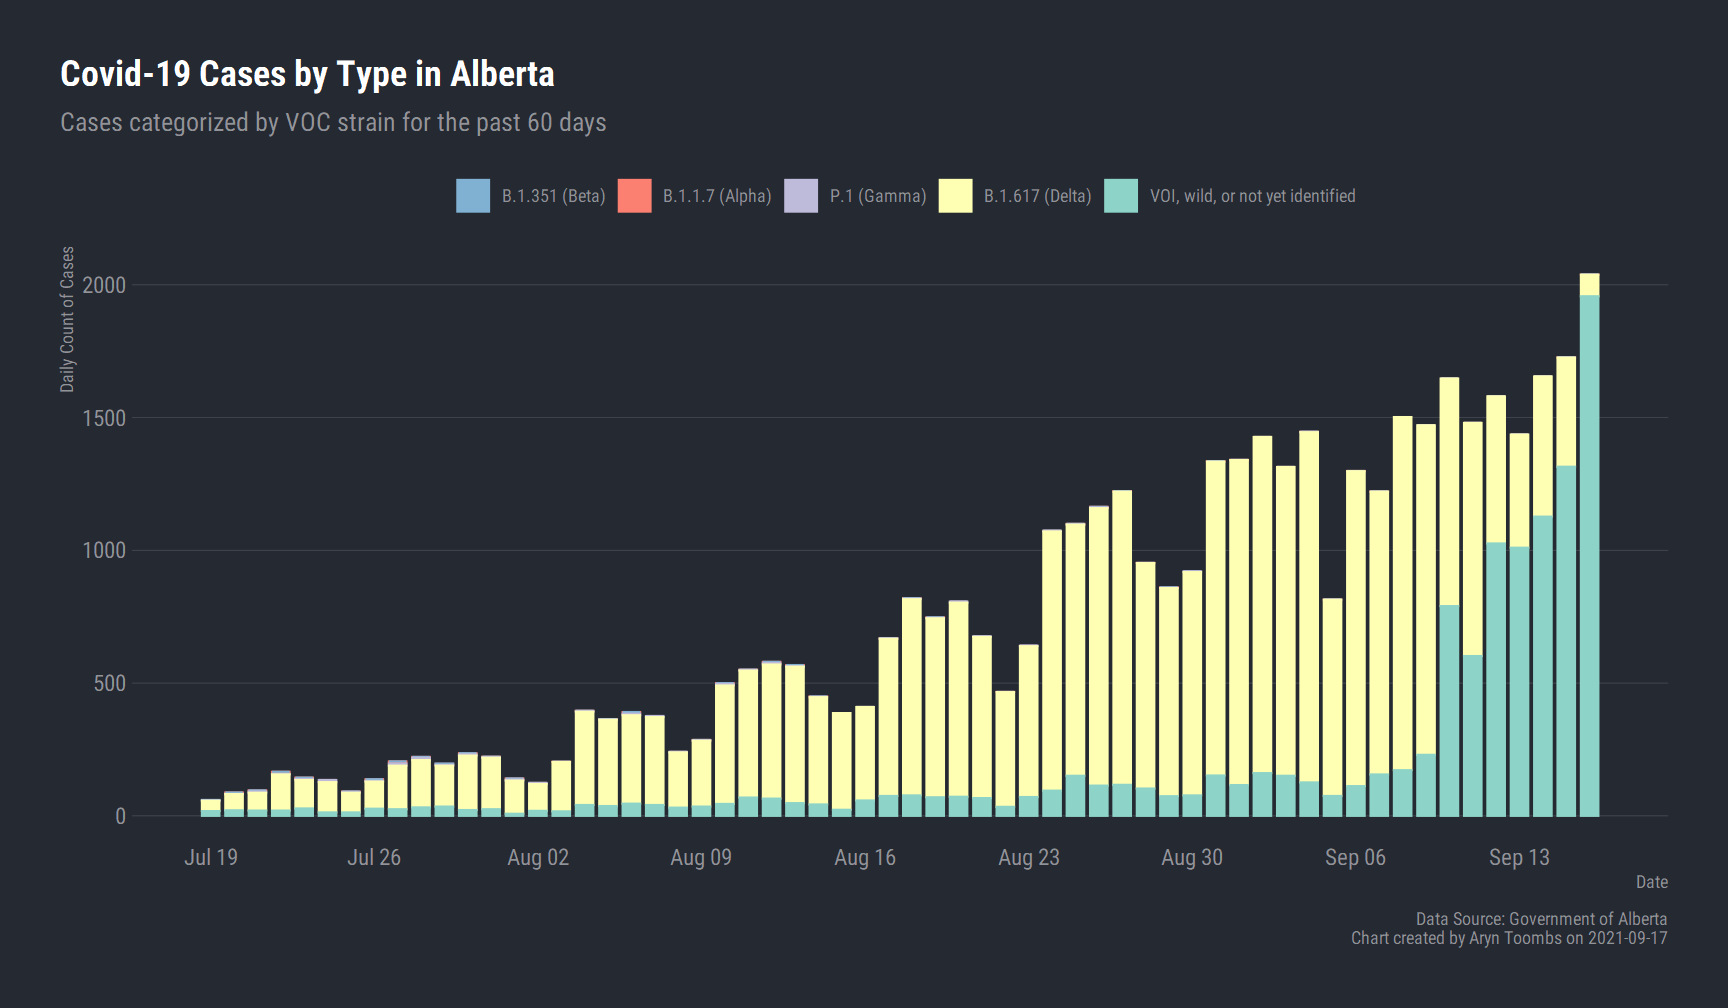 Covid-19 Cases by Type in Alberta
Cases categorized by VOC strain for the past 60 days
B.1.351 (Beta) B.1.1.7 (Alpha) P.1 (Gamma) B.1.617 (Delta) VOI, wild, or not yet identified
Daily Count of Cases
2000
1500
1000
500
0
Jul 19 Jul 26 Aug 02 Aug 09 Aug 16 Aug 23 Aug 30 Sep 06 Sep 13
Date
Data Source: Government of Alberta
Chart created by Aryn Toombs on 2021-09-17